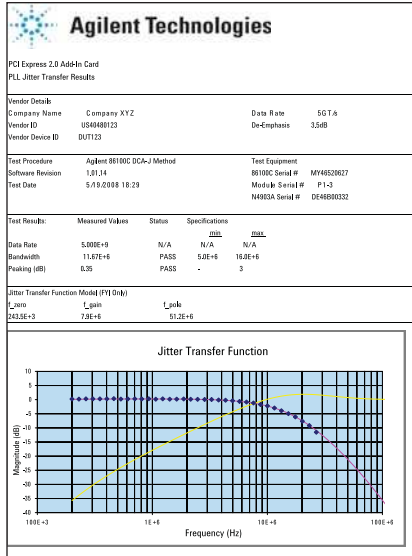 Agilent Technologies
PCI Express 2.0 Add-In Card
PLL Jitter Transfer
Results
Vendor Details
Company Name Company XYZ Data Rate 5GT/s
Vendor ID US40480123 De-Emphasis 3,5dB
Vendor Device ID DUT123
Test Procedure Agilent 86100C DCA-J Method Test Equipment
Software Revision 1,01,14 86100C Serial # MY46520627
Test Date 5/19/2008 18:29 Module Serial # P1-3
N4903A Serial # DE46B00332
Test Results: Measured Values Status Specifications
min max
Data Rate 5.000E+9 N/A N/A N/A
Bandwidth 11.67E+6 PASS 5.0E+6 16.0E+6
Peaking (dB) 0.35 PASS - 3
Jitter Transfer Function Model (FYI Only)
f_zero f_gain f_pole
243.5E+3 7.9E+6 51.2E+6
Jitter Transfer Function
10
5
0
-5
-10
-15
-20
-25
-30
-35
-40
Magnitude (dB)
100E+3 1E+6 10E+6 100E+6
Frequency (Hz)